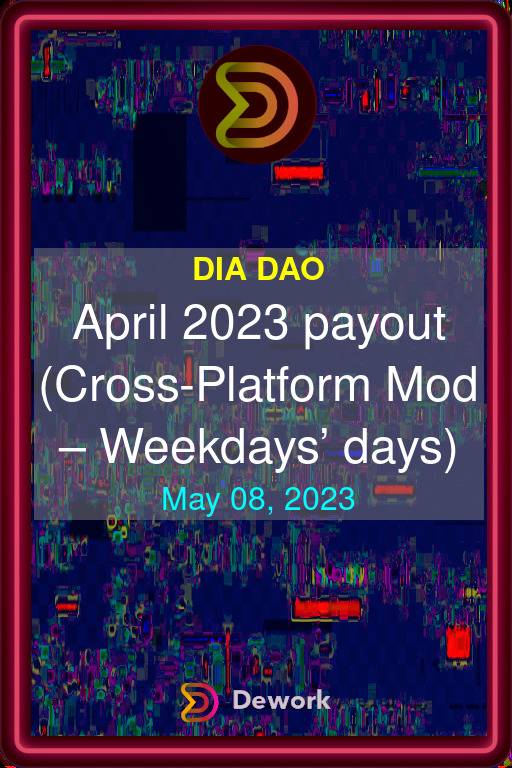 DIA DAO
April 2023 payout
(Cross-Platform Mod
– Weekdays’ days)
May 08, 2023
Dework